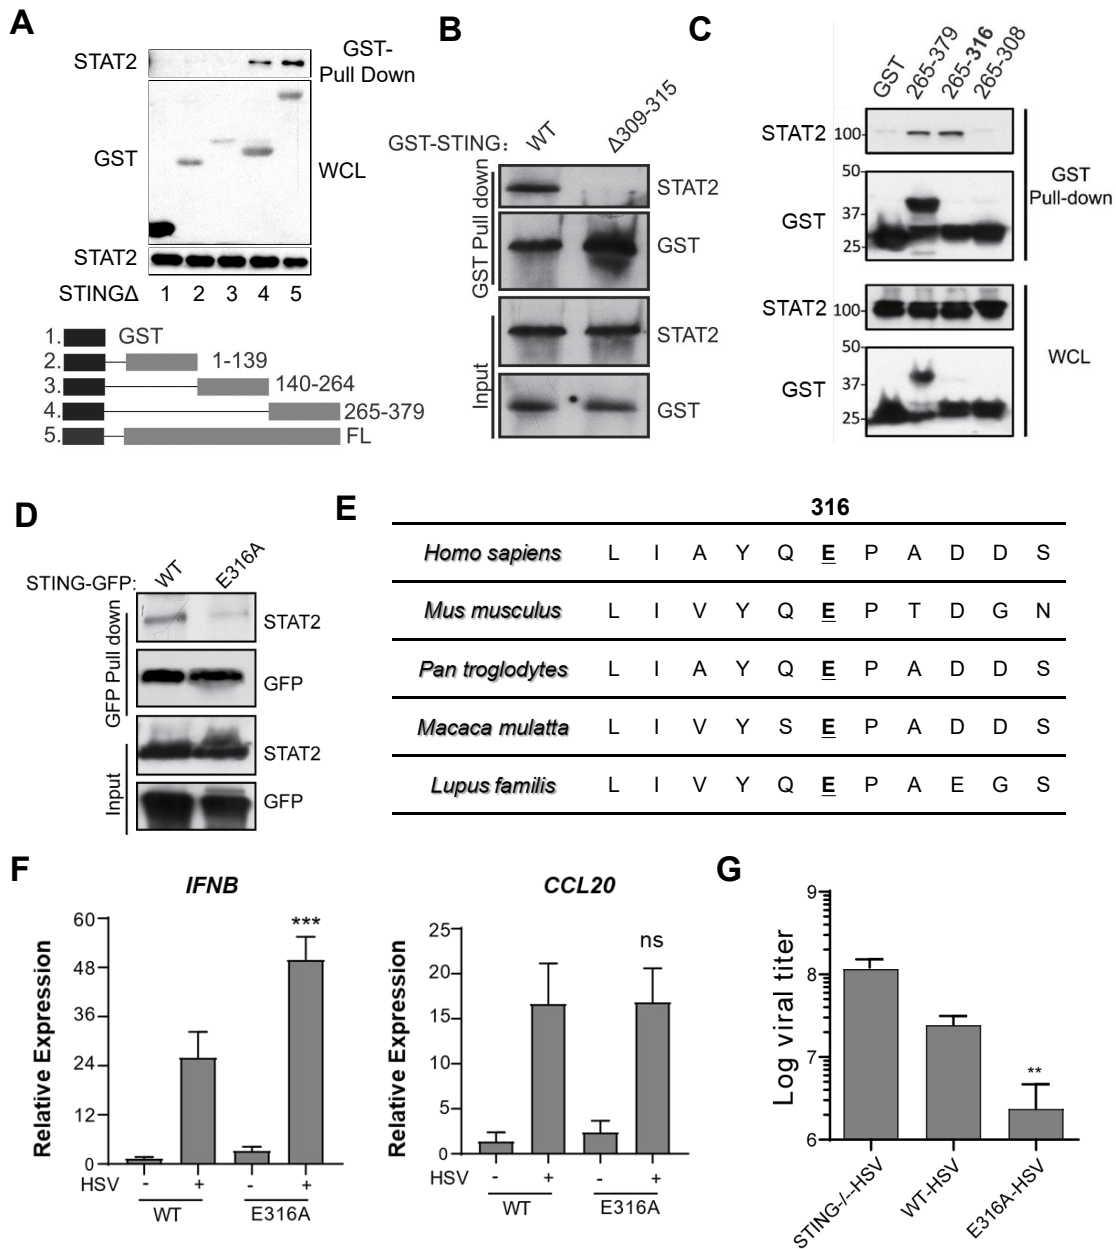 A
STAT2
GST-
Pull Down
GST
WCL
STAT2
STINGΔ 1 2 3 4 5
1. GST
2. 1-139
3. 140-264
4. 265-379
5. FL
B
GST-STING: WT Δ309-315
GST Pull down
STAT2
GST
Input
STAT2
GST
C
GST 265-379 265-316 265-308
STAT2 100-
GST
Pull-down
GST
50-
37-
25-
STAT2 100-
WCL
GST
50-
37-
25-
D
STING-GFP: WT E316A
GFP Pull down
STAT2
GFP
Input
STAT2
GFP
E
316
Homo sapiens L I A Y Q E P A D D S
Mus musculus L I V Y Q E P T D G N
Pan troglodytes L I A Y Q E P A D D S
Macaca mulatta L I V Y S E P A D D S
Lupus familis L I V Y Q E P A E G S
F
IFNB
Relative Expression
60
48
36
24
12
0
***
HSV - + - +
WT E316A
CCL20
Relative Expression
25
20
15
10
5
0
ns
HSV - + - +
WT E316A
G
Log viral titer
9
8
7
6
**
STING-/--HSV
WT-HSV
E316A-HSV